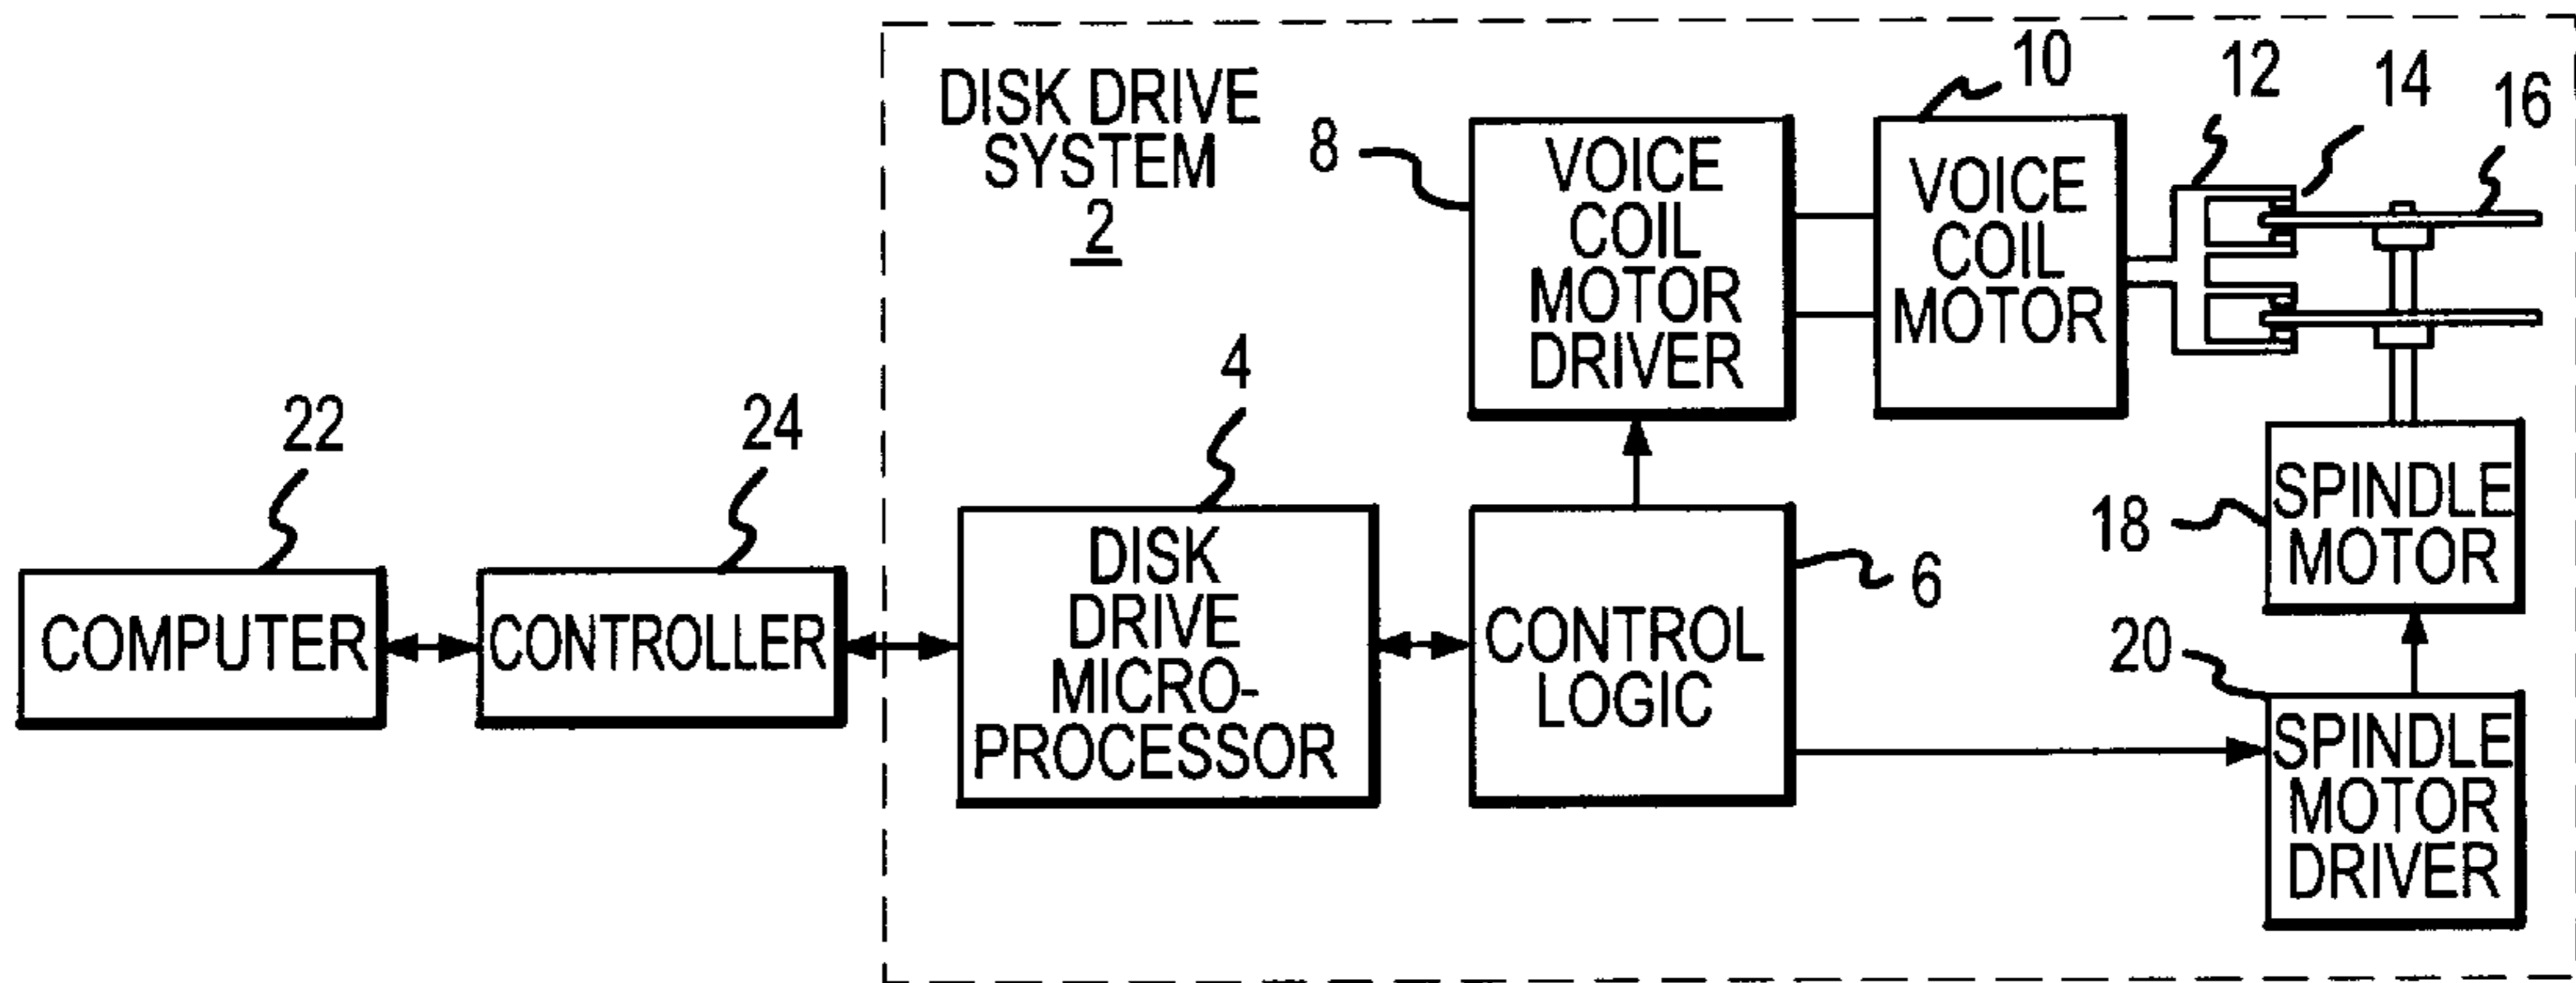 DISK DRIVE
SYSTEM
2
8
VOICE
COIL
MOTOR
DRIVER
10
VOICE
COIL
MOTOR
12
14
16
22
COMPUTER
24
CONTROLLER
4
DISK
DRIVE
MICRO-
PROCESSOR
6
CONTROL
LOGIC
18
SPINDLE
MOTOR
20
SPINDLE
MOTOR
DRIVER